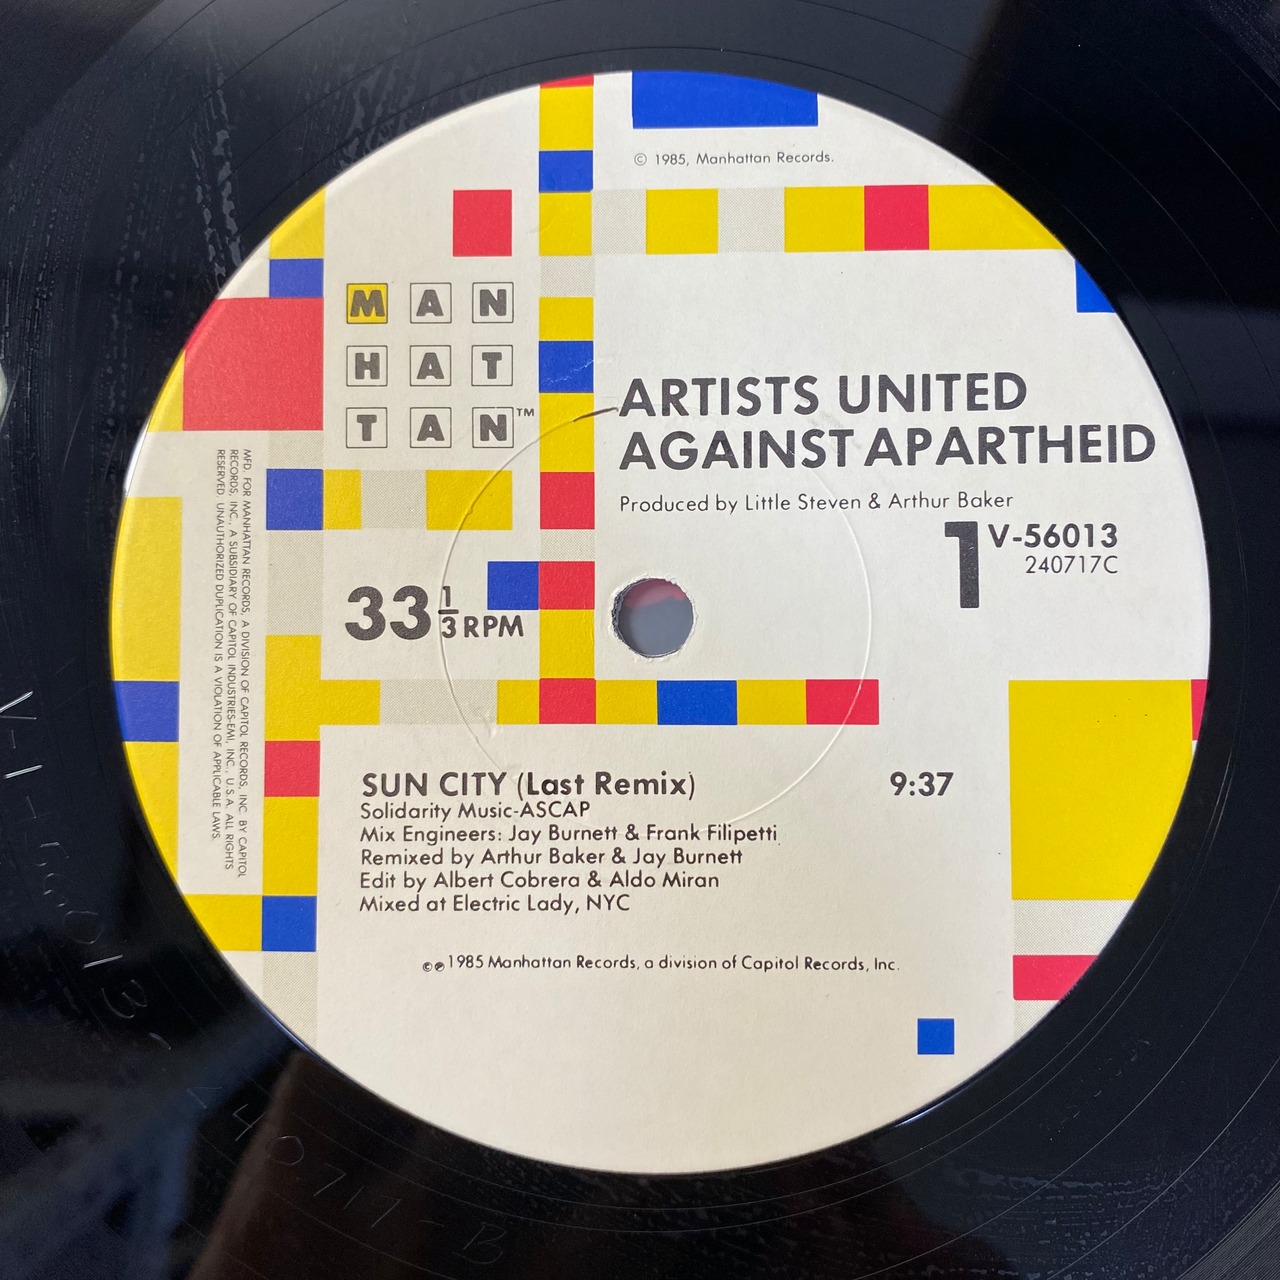 © 1985, Manhattan Records.
M A N
H A T
T A N™
ARTISTS UNITED
AGAINST APARTHEID
Produced by Little Steven & Arthur Baker
1 V-56013
240717C
33 1/3 RPM
SUN CITY (Last Remix) 9:37
Solidarity Music-ASCAP
Mix Engineers: Jay Burnett & Frank Filipetti
Remixed by Arthur Baker & Jay Burnett
Edit by Albert Cobrera & Aldo Miran
Mixed at Electric Lady, NYC
©℗1985 Manhattan Records, a division of Capitol Records, Inc.
MFD. FOR MANHATTAN RECORDS, A DIVISION OF CAPITOL RECORDS, INC. BY CAPITOL
RECORDS, INC., A SUBSIDIARY OF CAPITOL INDUSTRIES-EMI, INC., U.S.A. ALL RIGHTS
RESERVED. UNAUTHORIZED DUPLICATION IS A VIOLATION OF APPLICABLE LAWS.